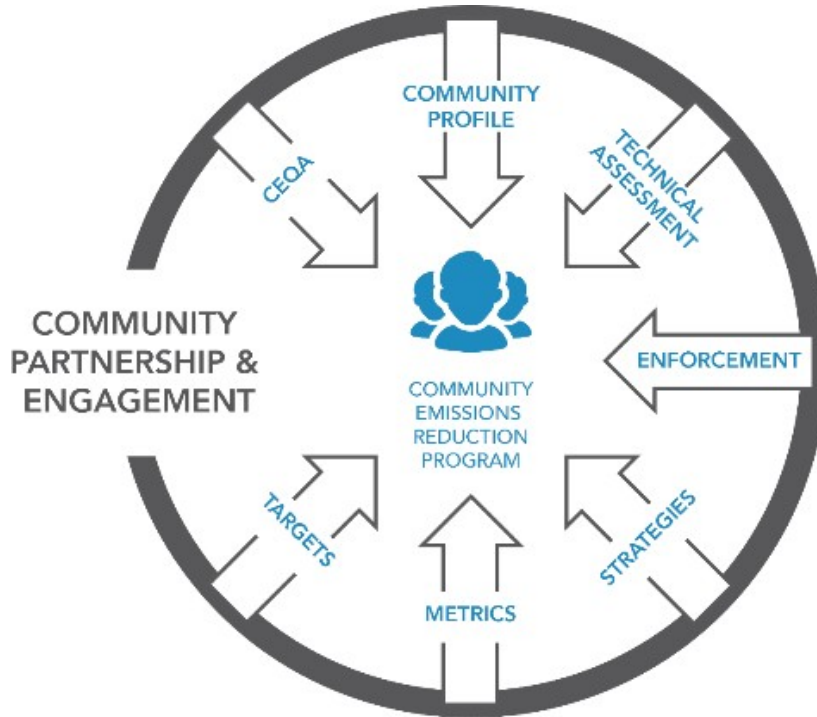 COMMUNITY
PROFILE
CEQA
TECHNICAL
ASSESSMENT
COMMUNITY
PARTNERSHIP &
ENGAGEMENT
ENFORCEMENT
COMMUNITY
EMISSIONS
REDUCTION
PROGRAM
TARGETS
STRATEGIES
METRICS